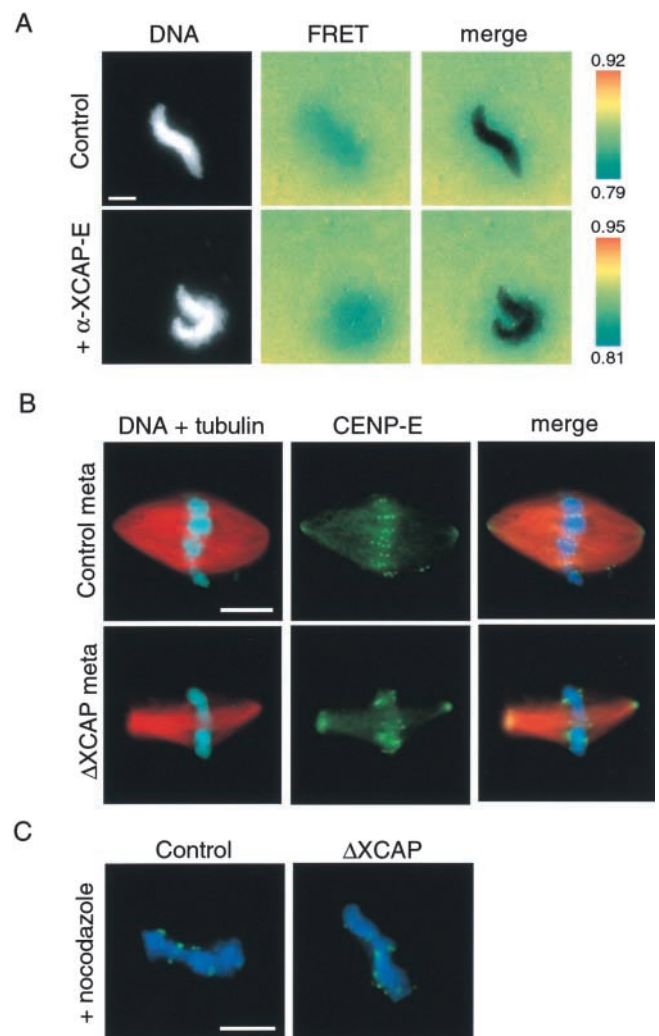 A
DNA FRET merge
Control
0.92
0.79
+ α-XCAP-E
0.95
0.81
B
DNA + tubulin CENP-E merge
Control meta
ΔXCAP meta
C
Control ΔXCAP
+ nocodazole